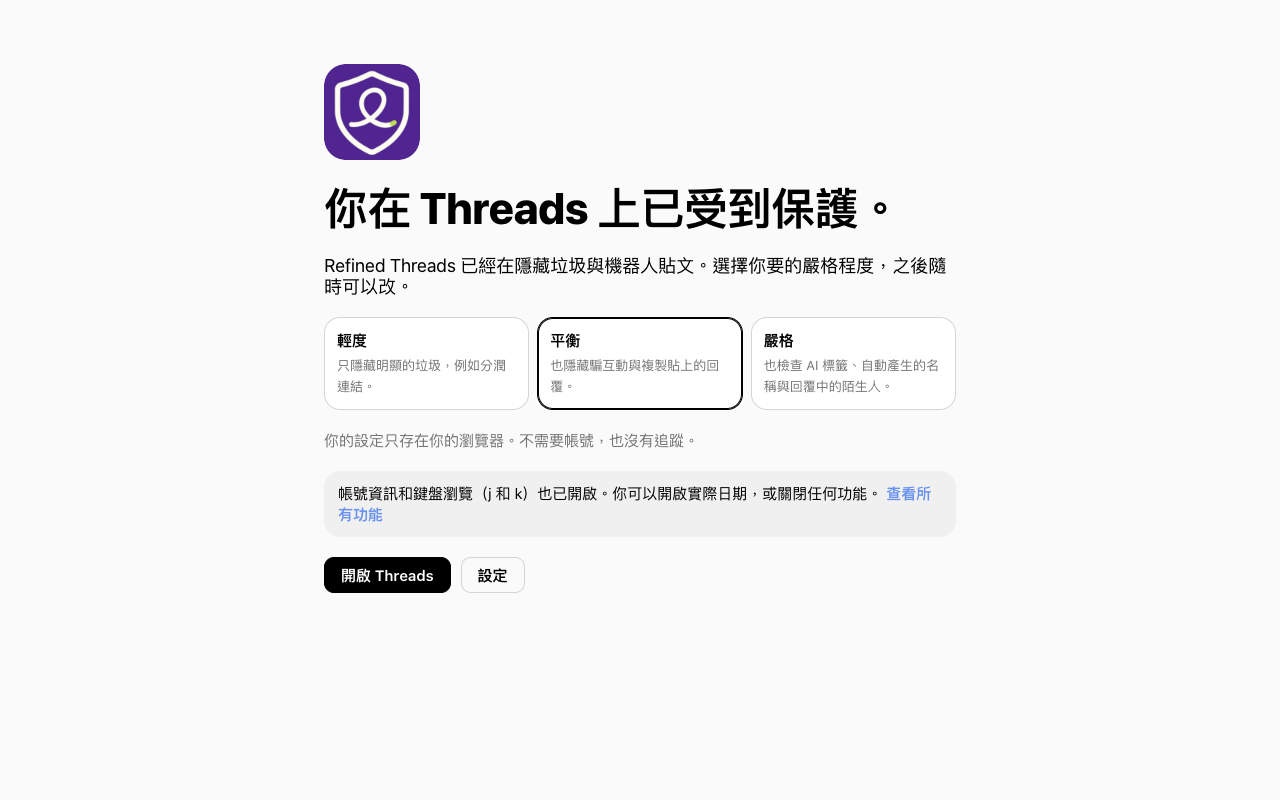 你在 Threads 上已受到保護。
Refined Threads 已經在隱藏垃圾與機器人貼文。選擇你要的嚴格程度，之後隨
時可以改。
輕度
只隱藏明顯的垃圾，例如分潤
連結。
平衡
也隱藏騙互動與複製貼上的回
覆。
嚴格
也檢查 AI 標籤、自動產生的名
稱與回覆中的陌生人。
你的設定只存在你的瀏覽器。不需要帳號，也沒有追蹤。
帳號資訊和鍵盤瀏覽（j 和 k）也已開啟。你可以開啟實際日期，或關閉任何功能。 查看所
有功能
開啟 Threads
設定